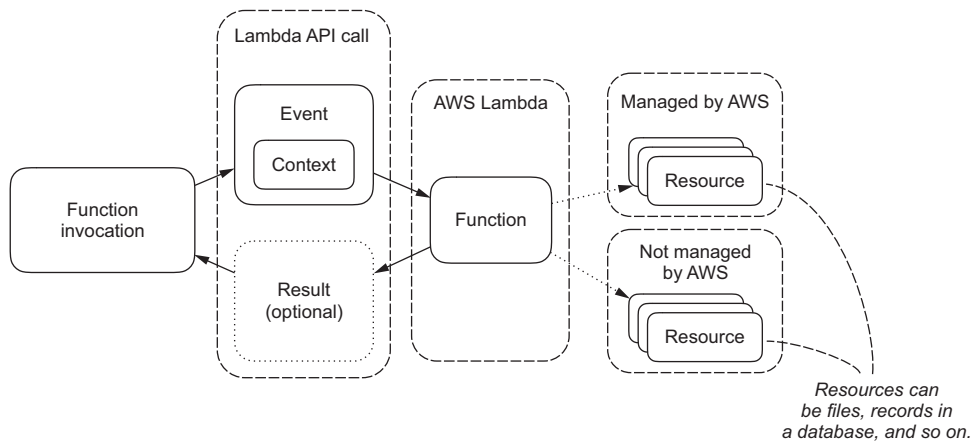 Lambda API call
Event
Context
Function
invocation
Result
(optional)
AWS Lambda
Function
Managed by AWS
Resource
Not managed
by AWS
Resource
Resources can
be files, records in
a database, and so on.